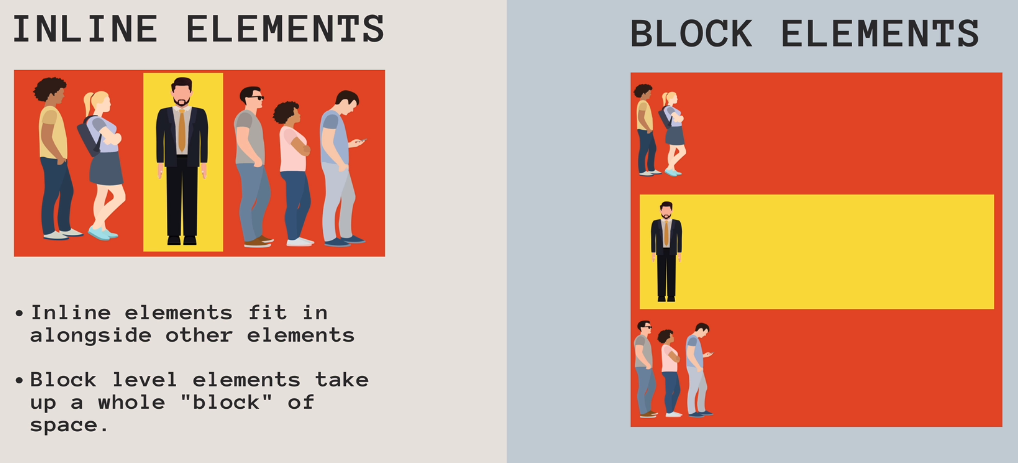 INLINE ELEMENTS
• Inline elements fit in
alongside other elements
• Block level elements take
up a whole "block" of
space.
BLOCK ELEMENTS